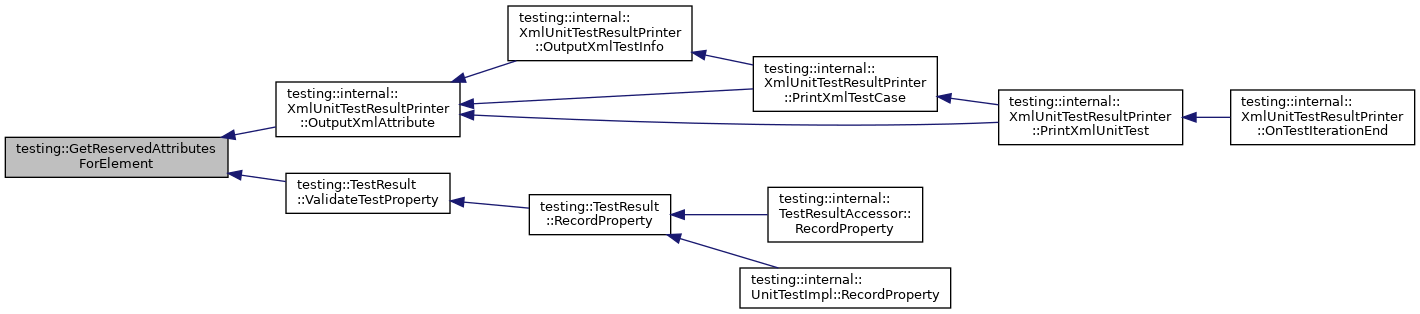 testing::internal::
XmlUnitTestResultPrinter
::OutputXmlTestInfo
testing::internal::
XmlUnitTestResultPrinter
::PrintXmlTestCase
testing::internal::
XmlUnitTestResultPrinter
::OutputXmlAttribute
testing::internal::
XmlUnitTestResultPrinter
::PrintXmlUnitTest
testing::internal::
XmlUnitTestResultPrinter
::OnTestIterationEnd
testing::GetReservedAttributes
ForElement
testing::TestResult
::ValidateTestProperty
testing::TestResult
::RecordProperty
testing::internal::
TestResultAccessor::
RecordProperty
testing::internal::
UnitTestImpl::RecordProperty